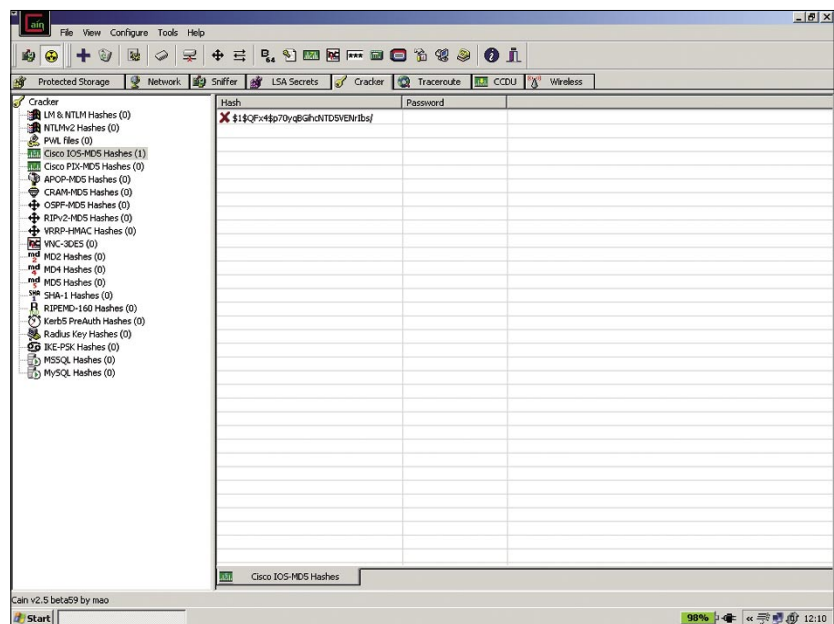 Cain
File View Configure Tools Help
Protected Storage Network Sniffer LSA Secrets Cracker Traceroute CCDU Wireless
Cracker
LM & NTLM Hashes (0)
NTLMv2 Hashes (0)
PWL files (0)
Cisco IOS-MD5 Hashes (1)
Cisco PIX-MD5 Hashes (0)
APOP-MD5 Hashes (0)
CRAM-MD5 Hashes (0)
OSPF-MD5 Hashes (0)
RIPv2-MD5 Hashes (0)
VRRP-HMAC Hashes (0)
VNC-3DES (0)
MD2 Hashes (0)
MD4 Hashes (0)
MD5 Hashes (0)
SHA-1 Hashes (0)
RIPEMD-160 Hashes (0)
Kerb5 PreAuth Hashes (0)
Radius Key Hashes (0)
IKE-PSK Hashes (0)
MSSQL Hashes (0)
MySQL Hashes (0)
Hash Password
$1$QFx4$p70yqBGihcNTD5VENrIbs/
Cisco IOS-MD5 Hashes
Cain v2.5 beta59 by mao
Start 98% 12:10